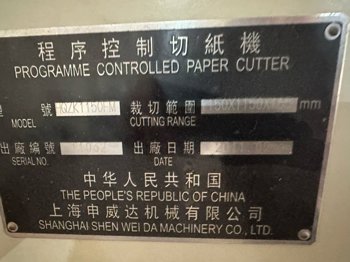 程序控制切紙機
PROGRAMME CONTROLLED PAPER CUTTER
型 號 裁切範圍 mm
MODEL CUTTING RANGE
出廠編號 出廠日期
SERIAL NO. DATE
中华人民共和国
THE PEOPLE'S REPUBLIC OF CHINA
上海申威达机械有限公司
SHANGHAI SHEN WEI DA MACHINERY CO.,LTD.